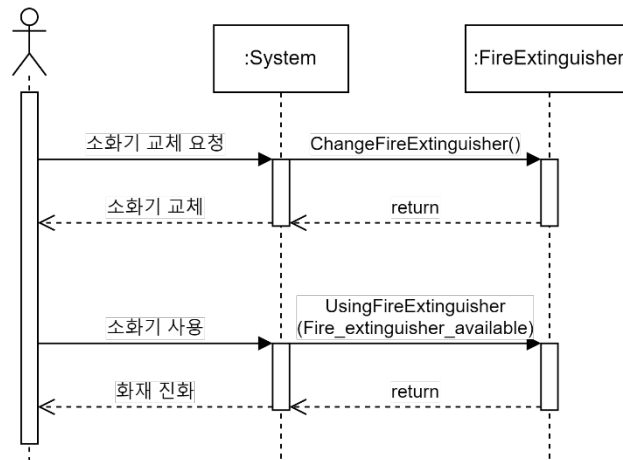 :System
:FireExtinguisher
소화기 교체 요청
ChangeFireExtinguisher()
소화기 교체
return
소화기 사용
UsingFireExtinguisher
(Fire_extinguisher_available)
화재 진화
return